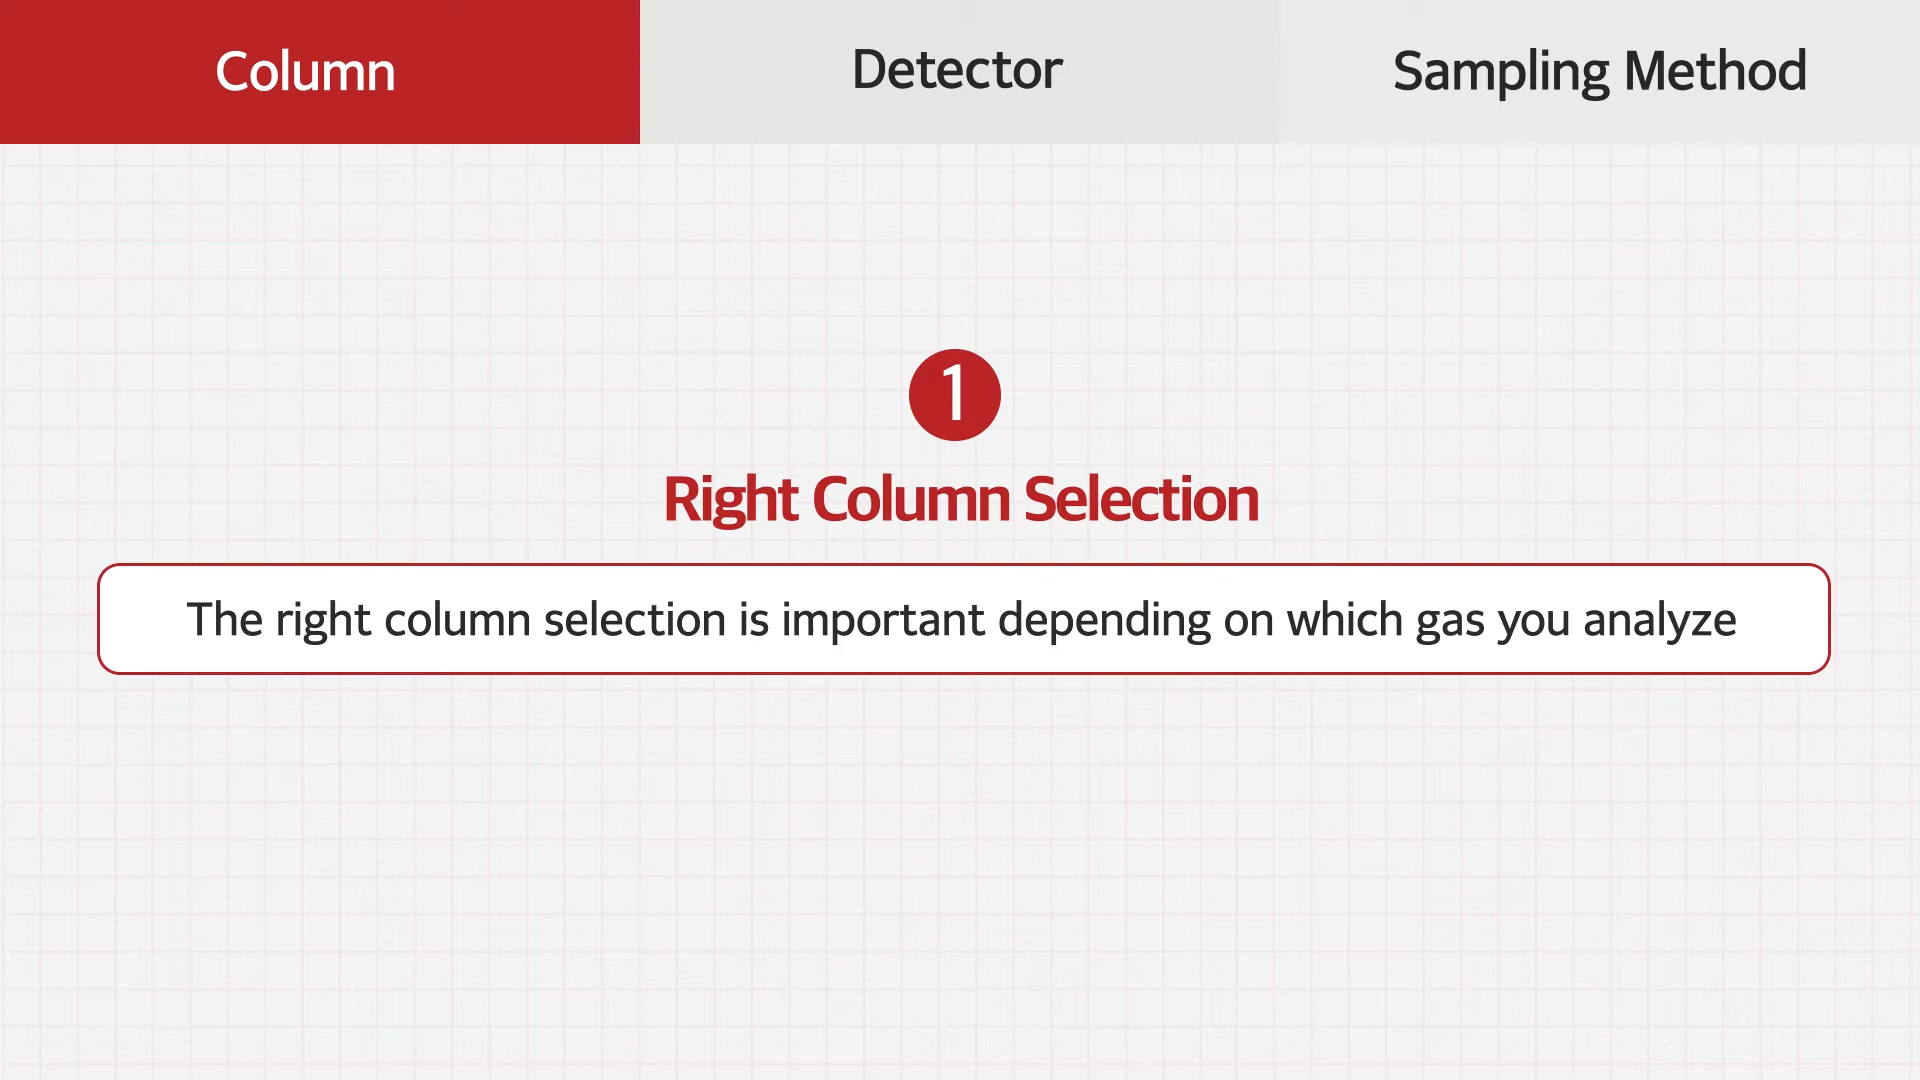 Column
Detector
Sampling Method
1
Right Column Selection
The right column selection is important depending on which gas you analyze